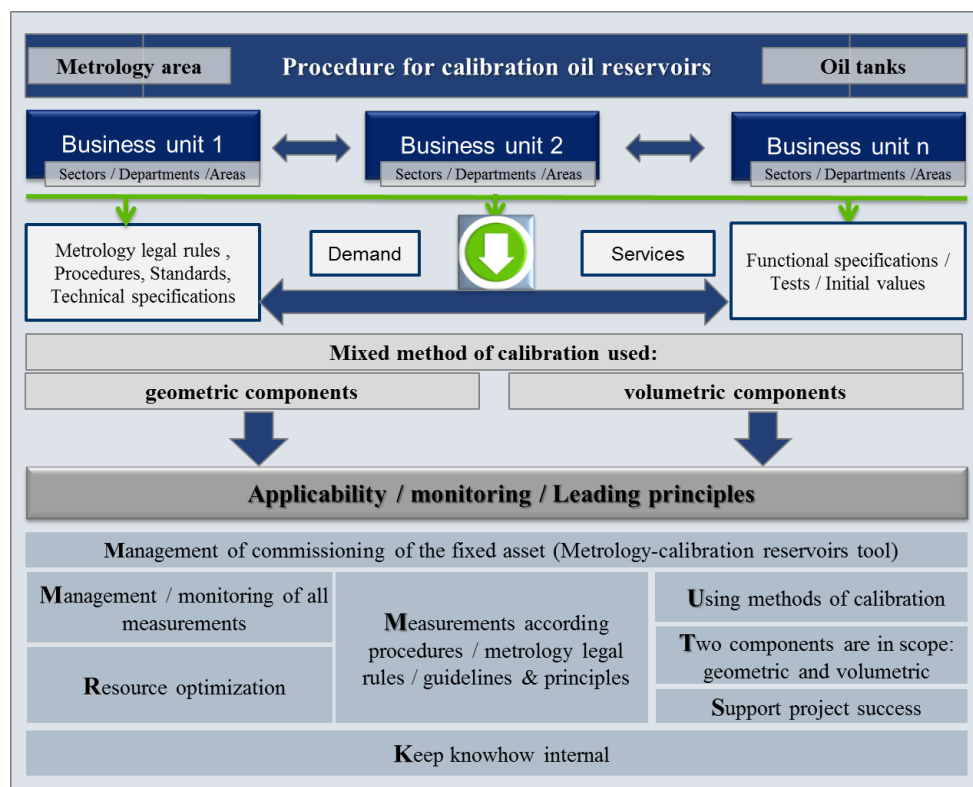 Metrology area
Procedure for calibration oil reservoirs
Oil tanks
Business unit 1
Sectors / Departments /Areas
Business unit 2
Sectors / Departments /Areas
Business unit n
Sectors / Departments /Areas
Metrology legal rules ,
Procedures, Standards,
Technical specifications
Demand
Services
Functional specifications /
Tests / Initial values
Mixed method of calibration used:
geometric components
volumetric components
Applicability / monitoring / Leading principles
Management of commissioning of the fixed asset (Metrology-calibration reservoirs tool)
Management / monitoring of all
measurements
Resource optimization
Measurements according
procedures / metrology legal
rules / guidelines & principles
Using methods of calibration
Two components are in scope:
geometric and volumetric
Support project success
Keep knowhow internal